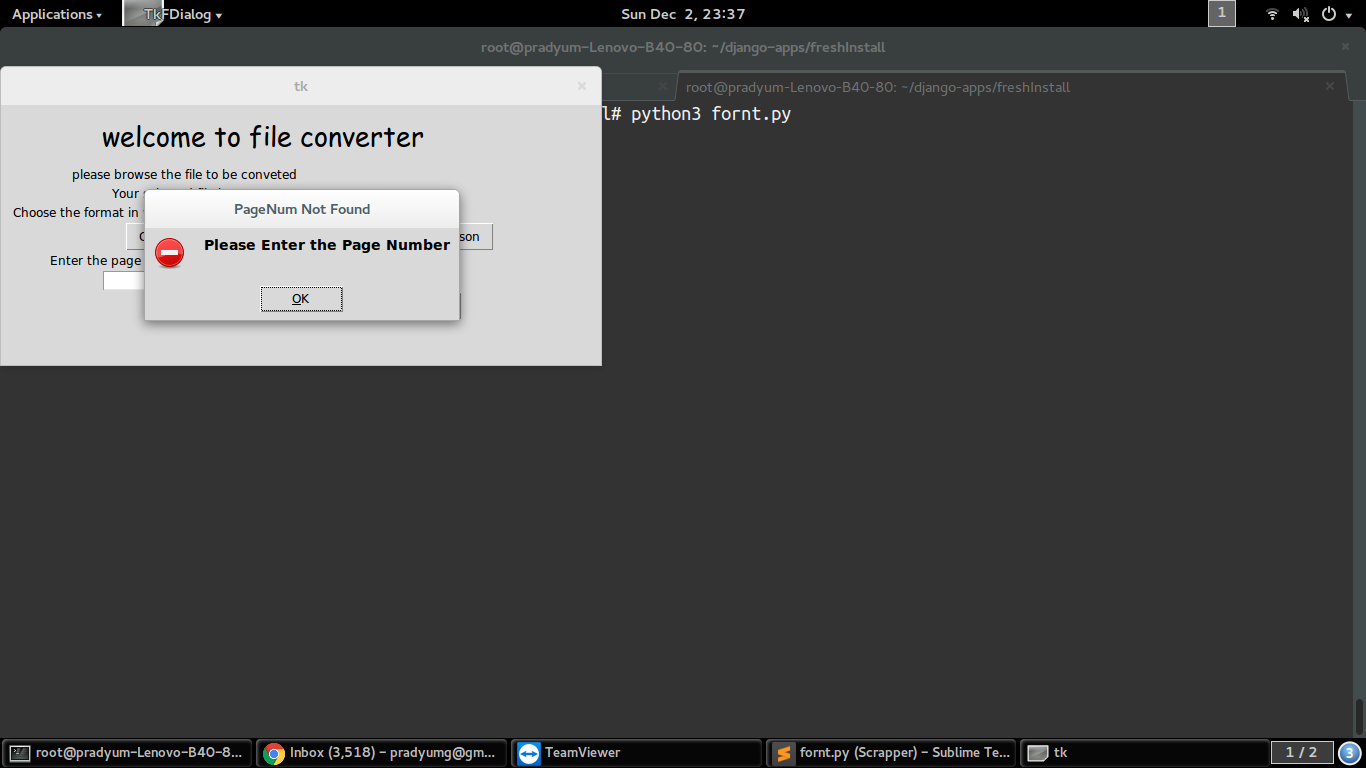 Applications
TkFDialog
Sun Dec 2, 23:37
1
root@pradyum-Lenovo-B40-80: ~/django-apps/freshInstall
tk
root@pradyum-Lenovo-B40-80: ~/django-apps/freshInstall
l# python3 fornt.py
welcome to file converter
please browse the file to be conveted
Your
Choose the format in
PageNum Not Found
son
Please Enter the Page Number
Enter the page
OK
root@pradyum-Lenovo-B40-8...
Inbox (3,518) – pradyumg@gm...
TeamViewer
fornt.py (Scrapper) – Sublime Te...
tk
1 / 2
3